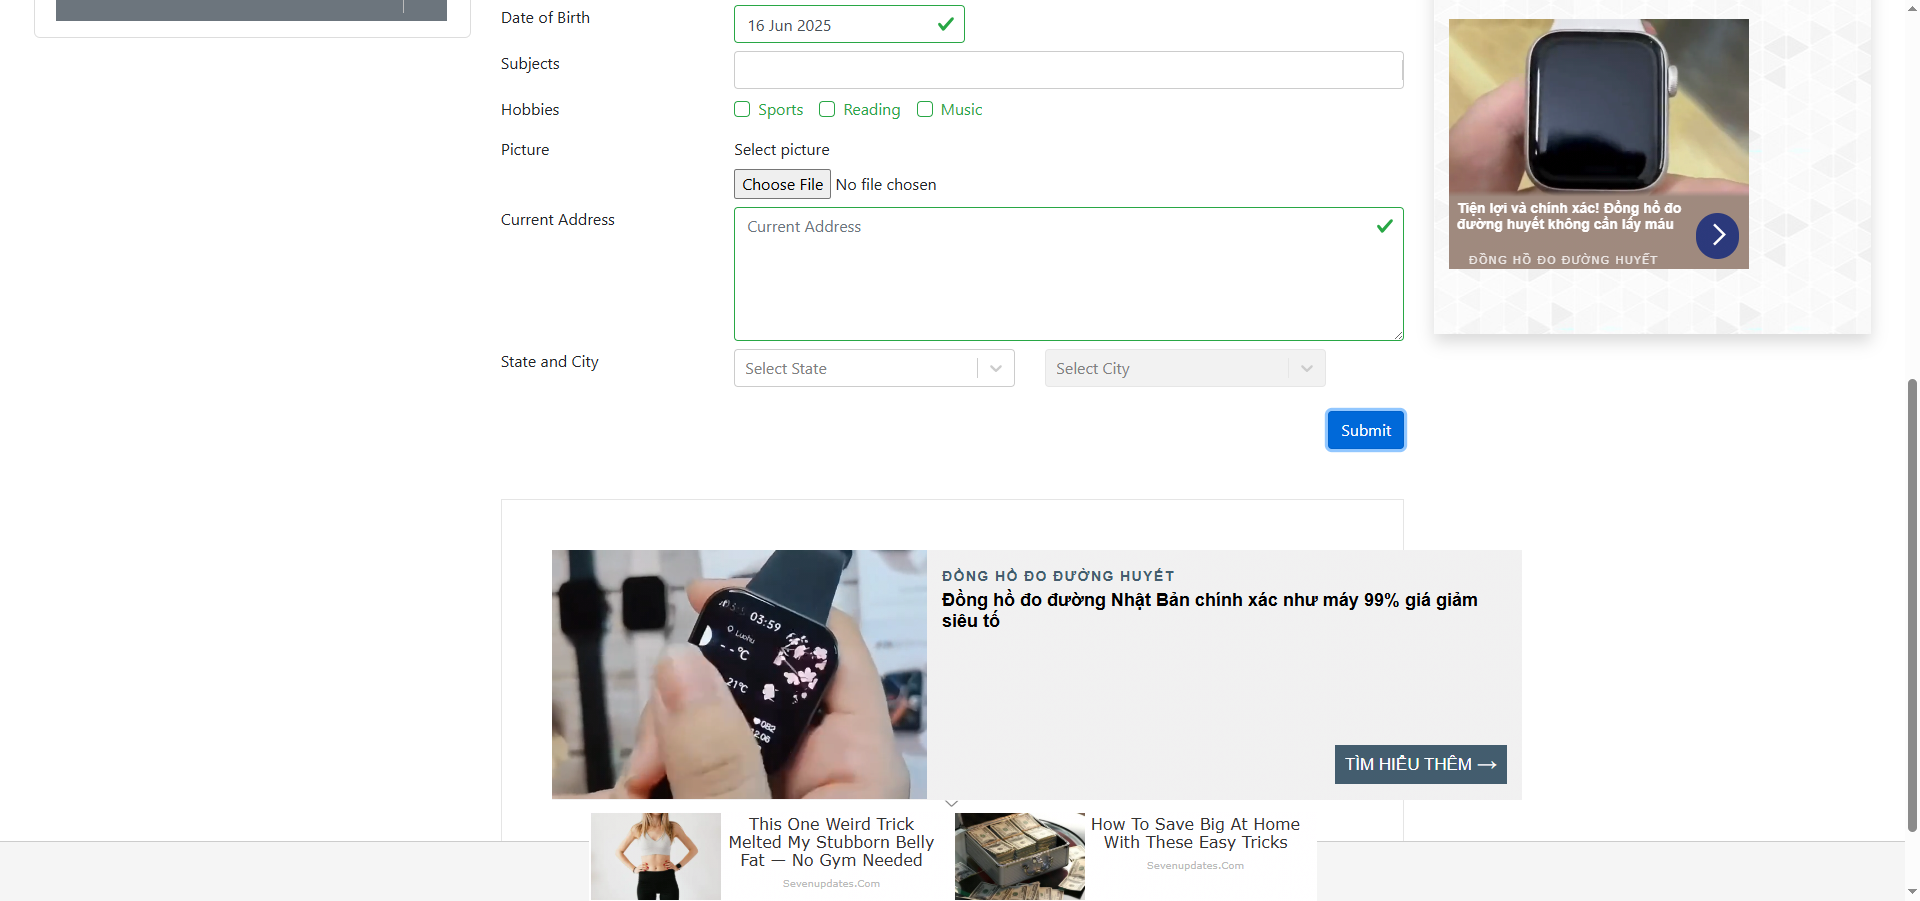 Date of Birth
16 Jun 2025
Subjects
Hobbies
Sports
Reading
Music
Picture
Select picture
Choose File No file chosen
Current Address
Current Address
State and City
Select State
Select City
Submit
Tiện lợi và chính xác! Đồng hồ đo
đường huyết không cần lấy máu
ĐỒNG HỒ ĐO ĐƯỜNG HUYẾT
03:59
Luohu
--°C
21°C
082
ĐỒNG HỒ ĐO ĐƯỜNG HUYẾT
Đồng hồ đo đường Nhật Bản chính xác như máy 99% giá giảm
siêu tố
TÌM HIỂU THÊM →
This One Weird Trick
Melted My Stubborn Belly
Fat — No Gym Needed
Sevenupdates.Com
How To Save Big At Home
With These Easy Tricks
Sevenupdates.Com